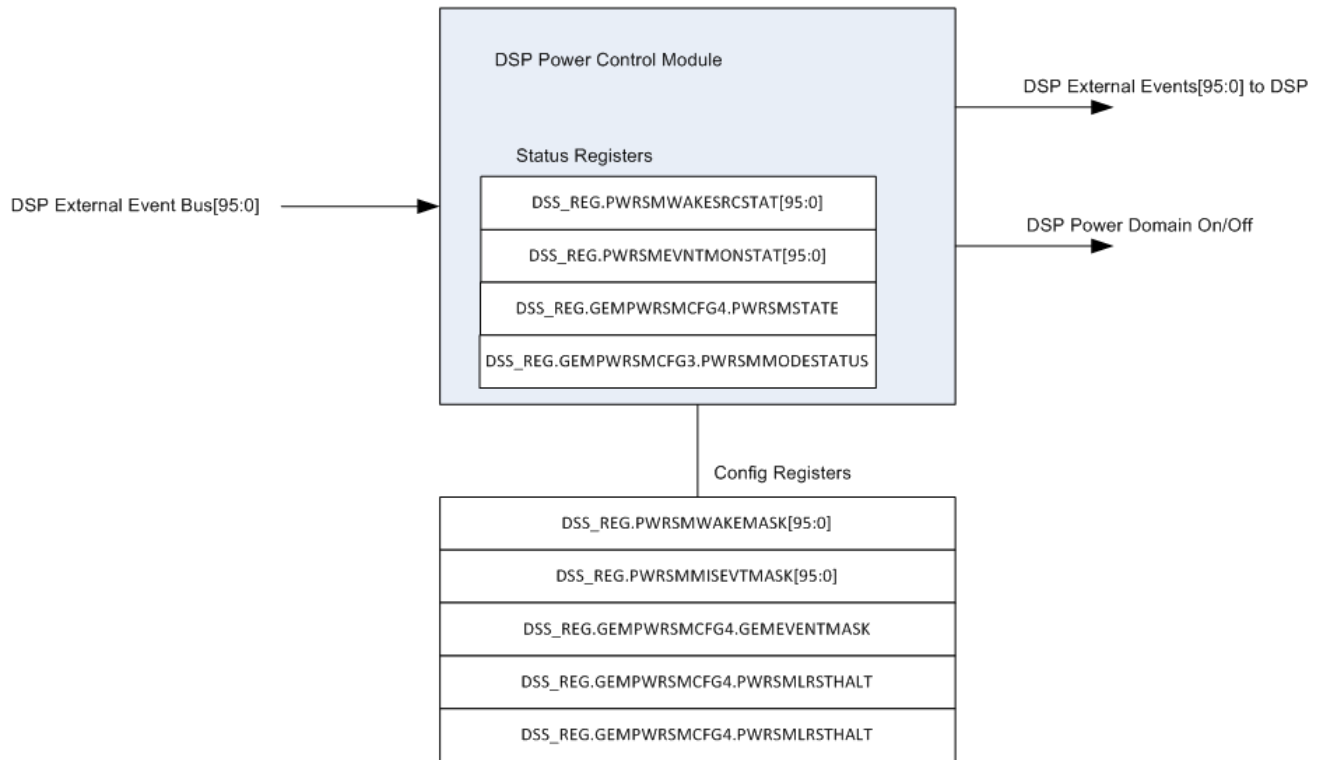 DSP Power Control Module
DSP External Events[95:0] to DSP
Status Registers
DSP External Event Bus[95:0]
DSS_REG.PWRSMWAKESRCSTAT[95:0]
DSP Power Domain On/Off
DSS_REG.PWRSMEVNTMONSTAT[95:0]
DSS_REG.GEMPWRSMCFG4.PWRSMSTATE
DSS_REG.GEMPWRSMCFG3.PWRSMMODESTATUS
Config Registers
DSS_REG.PWRSMWAKEMASK[95:0]
DSS_REG.PWRSMMISEVTMASK[95:0]
DSS_REG.GEMPWRSMCFG4.GEMEVENTMASK
DSS_REG.GEMPWRSMCFG4.PWRSMLRSTHALT
DSS_REG.GEMPWRSMCFG4.PWRSMLRSTHALT